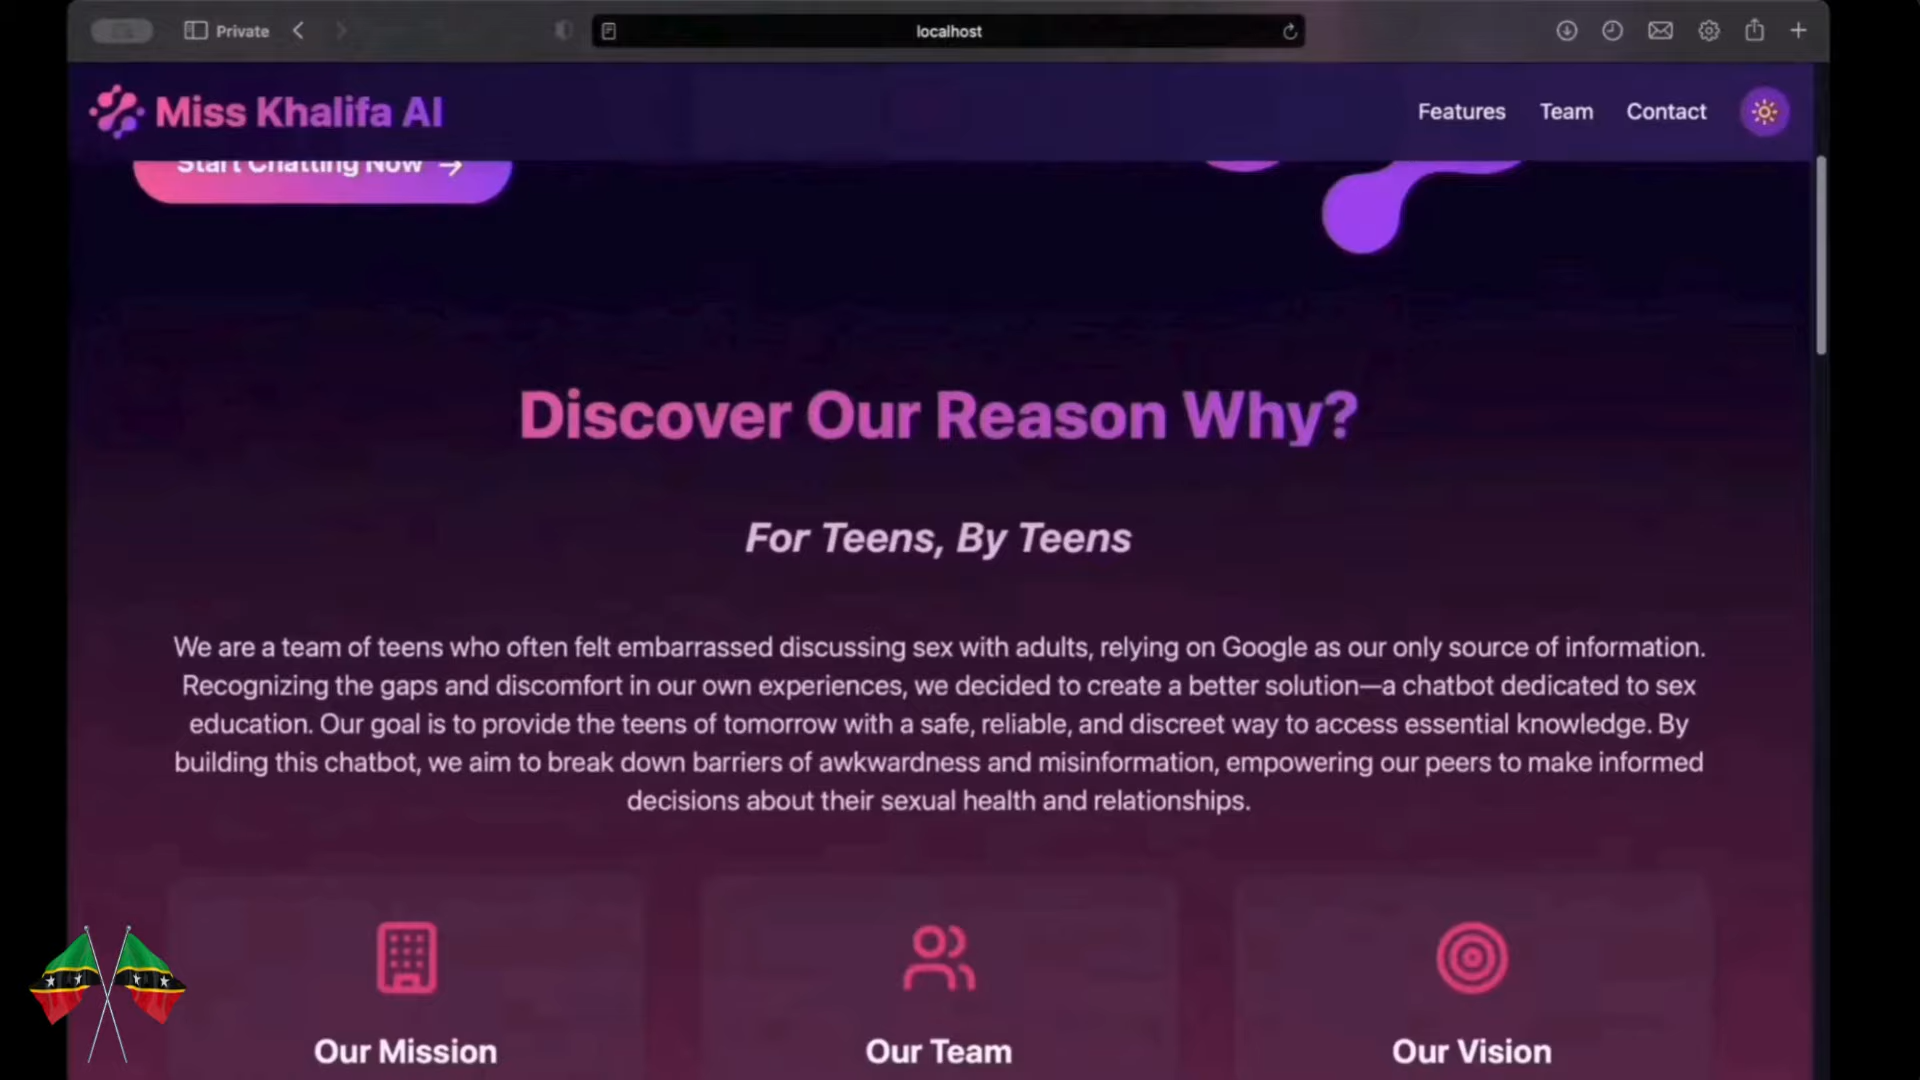 Private
localhost
Miss Khalifa AI
Features
Team
Contact
Start Chatting Now →
Discover Our Reason Why?
For Teens, By Teens
We are a team of teens who often felt embarrassed discussing sex with adults, relying on Google as our only source of information.
Recognizing the gaps and discomfort in our own experiences, we decided to create a better solution—a chatbot dedicated to sex
education. Our goal is to provide the teens of tomorrow with a safe, reliable, and discreet way to access essential knowledge. By
building this chatbot, we aim to break down barriers of awkwardness and misinformation, empowering our peers to make informed
decisions about their sexual health and relationships.
Our Mission
Our Team
Our Vision